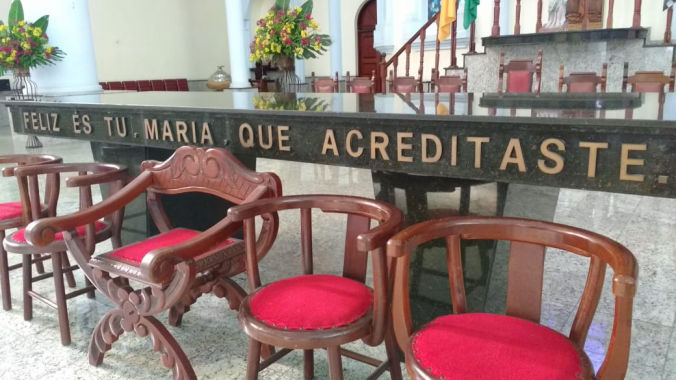 FELIZ ÉS TU, MARIA, QUE ACREDITASTE.